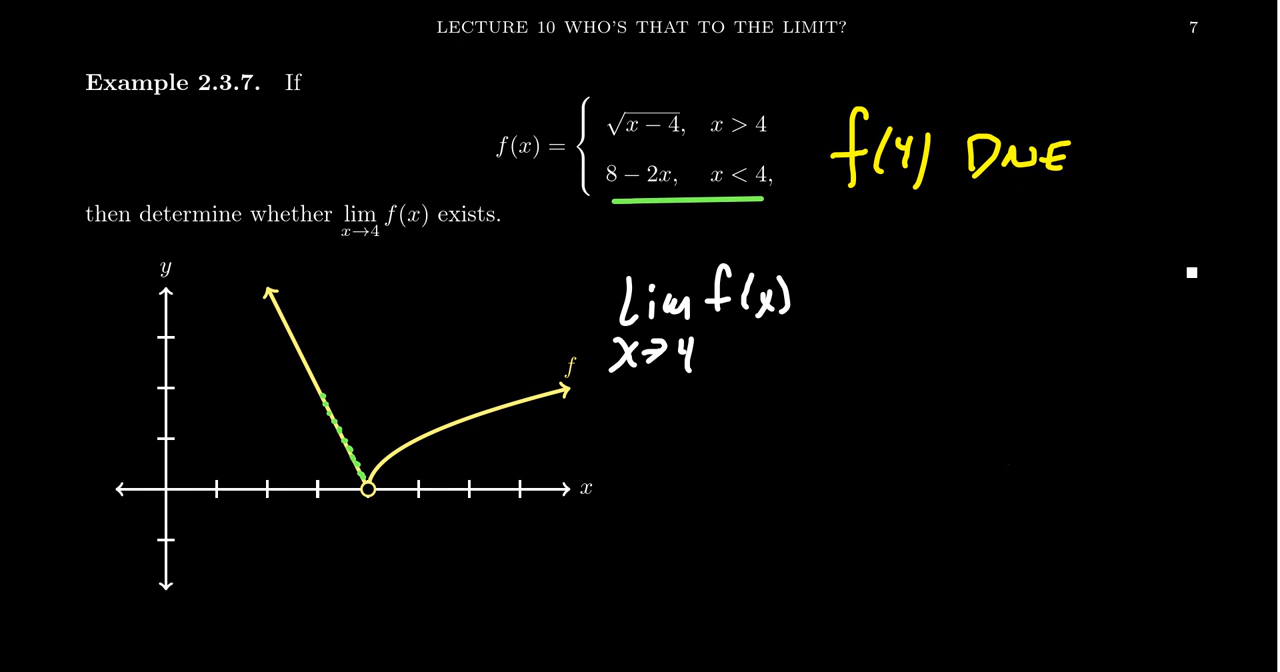 LECTURE 10 WHO'S THAT TO THE LIMIT? 7
Example 2.3.7. If
f(x) = { √(x − 4), x > 4
8 − 2x, x < 4,
f(4) DNE
then determine whether lim x→4 f(x) exists.
y
lim f(x)
x→4
f
x